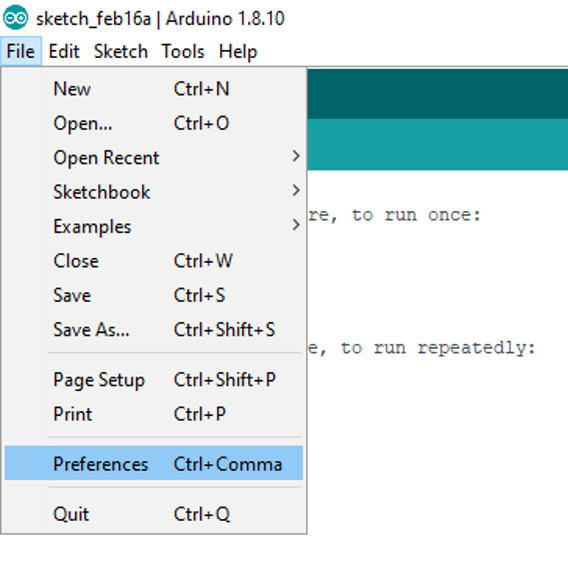 sketch_feb16a | Arduino 1.8.10
File Edit Sketch Tools Help
New Ctrl+N
Open... Ctrl+O
Open Recent
Sketchbook
Examples
Close Ctrl+W
Save Ctrl+S
Save As... Ctrl+Shift+S
Page Setup Ctrl+Shift+P
Print Ctrl+P
Preferences Ctrl+Comma
Quit Ctrl+Q
re, to run once:
e, to run repeatedly: